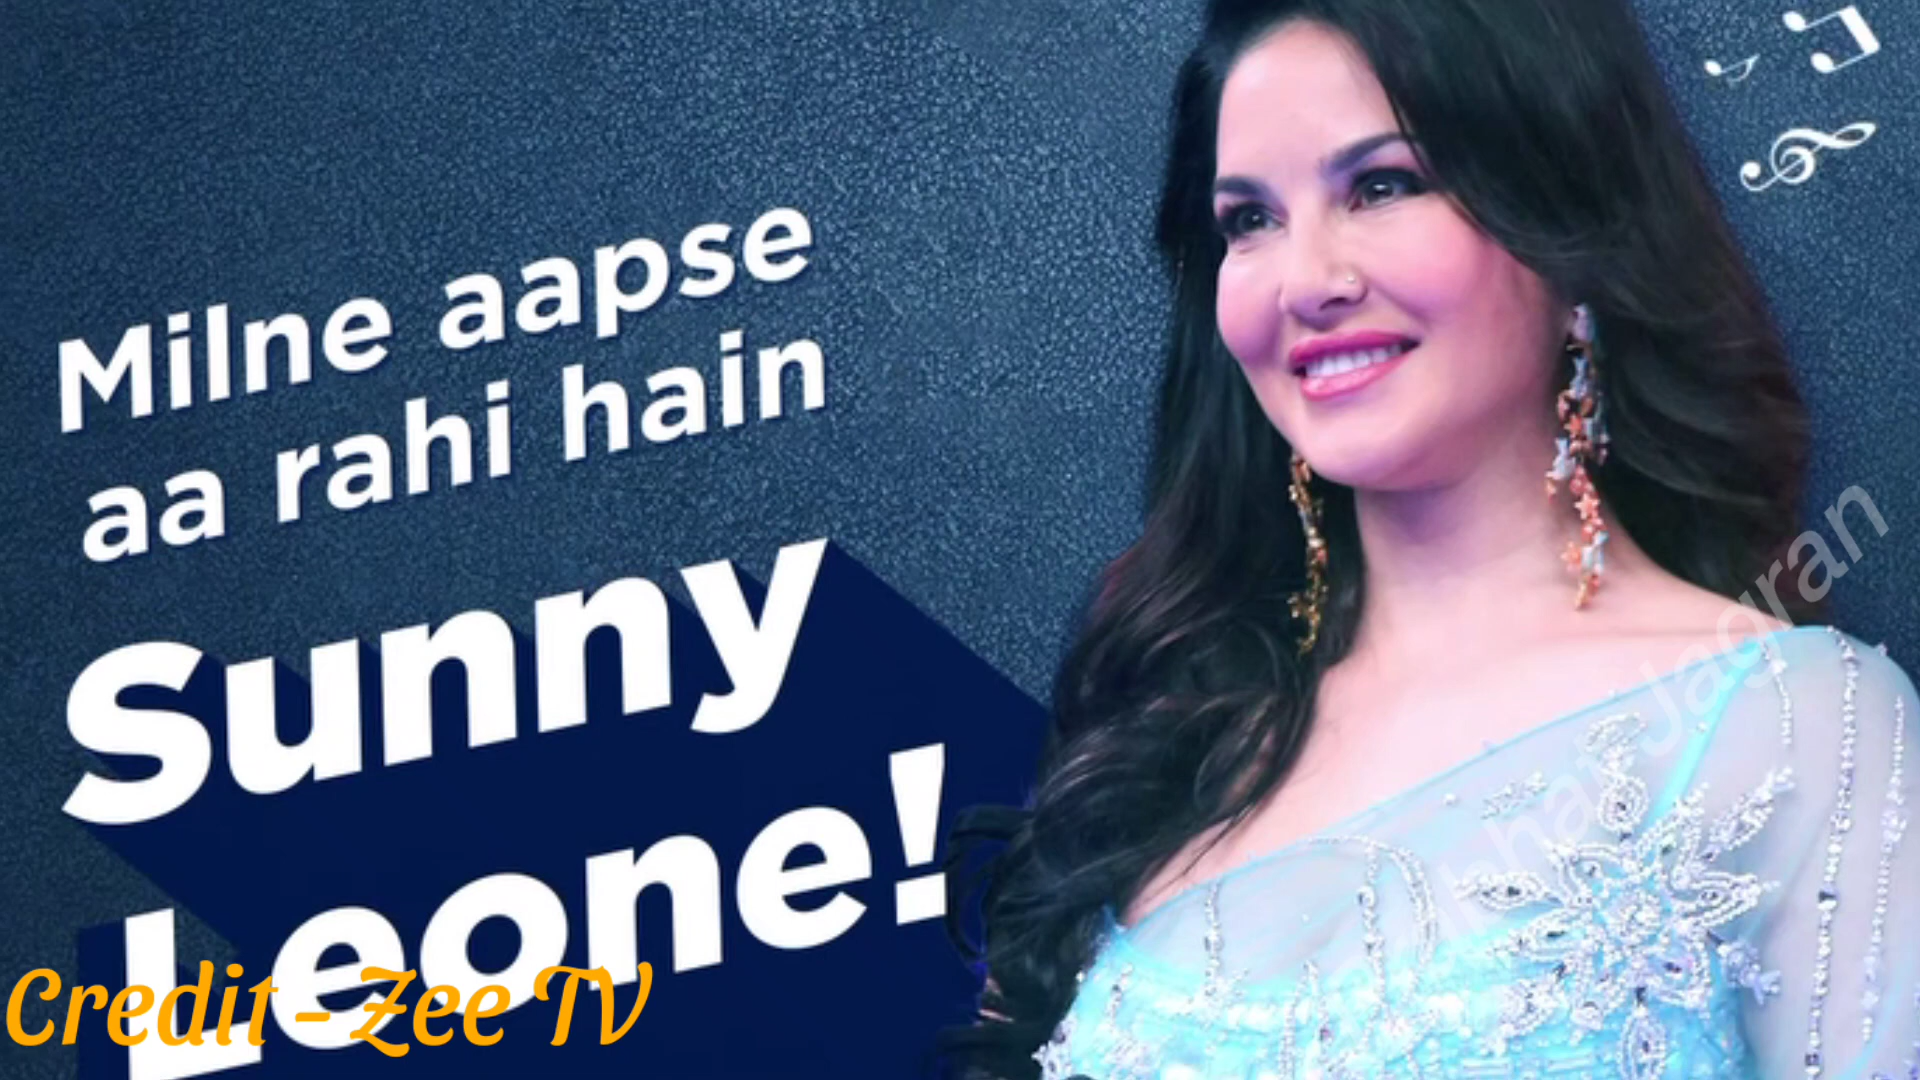 Milne aapse
aa rahi hain
Sunny
Leone!
Credit - Zee TV
Jagran